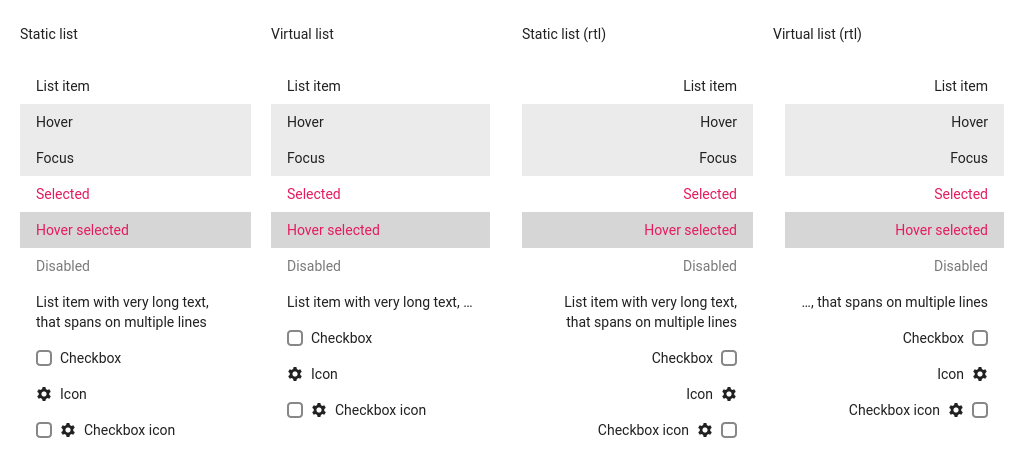 Static list
List item
Hover
Focus
Selected
Hover selected
Disabled
List item with very long text,
that spans on multiple lines
Checkbox
Icon
Checkbox icon
Virtual list
List item
Hover
Focus
Selected
Hover selected
Disabled
List item with very long text, …
Checkbox
Icon
Checkbox icon
Static list (rtl)
List item
Hover
Focus
Selected
Hover selected
Disabled
List item with very long text,
that spans on multiple lines
Checkbox
Icon
Checkbox icon
Virtual list (rtl)
List item
Hover
Focus
Selected
Hover selected
Disabled
…, that spans on multiple lines
Checkbox
Icon
Checkbox icon